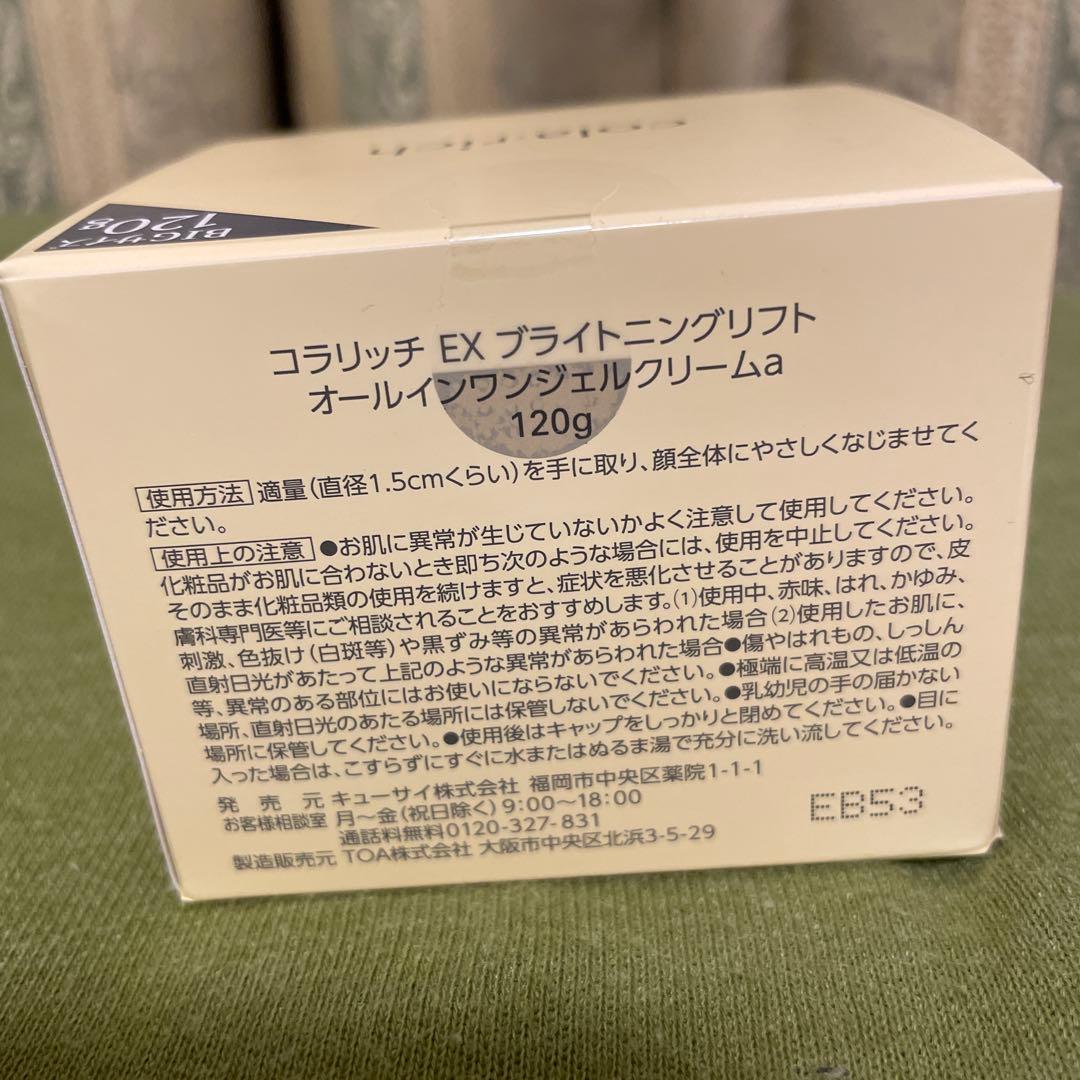 cola·rich
BIGサイズ
120g
コラリッチ EX ブライトニングリフト
オールインワンジェルクリームa
120g
使用方法 適量(直径1.5cmくらい)を手に取り、顔全体にやさしくなじませてく
ださい。
使用上の注意 ●お肌に異常が生じていないかよく注意して使用してください。
化粧品がお肌に合わないとき即ち次のような場合には、使用を中止してください。
そのまま化粧品類の使用を続けますと、症状を悪化させることがありますので、皮
膚科専門医等にご相談されることをおすすめします。(1)使用中、赤味、はれ、かゆみ、
刺激、色抜け(白斑等)や黒ずみ等の異常があらわれた場合(2)使用したお肌に、
直射日光があたって上記のような異常があらわれた場合●傷やはれもの、しっしん
等、異常のある部位にはお使いにならないでください。●極端に高温又は低温の
場所、直射日光のあたる場所には保管しないでください。●乳幼児の手の届かない
場所に保管してください。●使用後はキャップをしっかりと閉めてください。●目に
入った場合は、こすらずにすぐに水またはぬるま湯で充分に洗い流してください。
発売元 キューサイ株式会社 福岡市中央区薬院1-1-1
お客様相談室 月~金(祝日除く)9:00~18:00
通話料無料0120-327-831
製造販売元 TOA株式会社 大阪市中央区北浜3-5-29
EB53